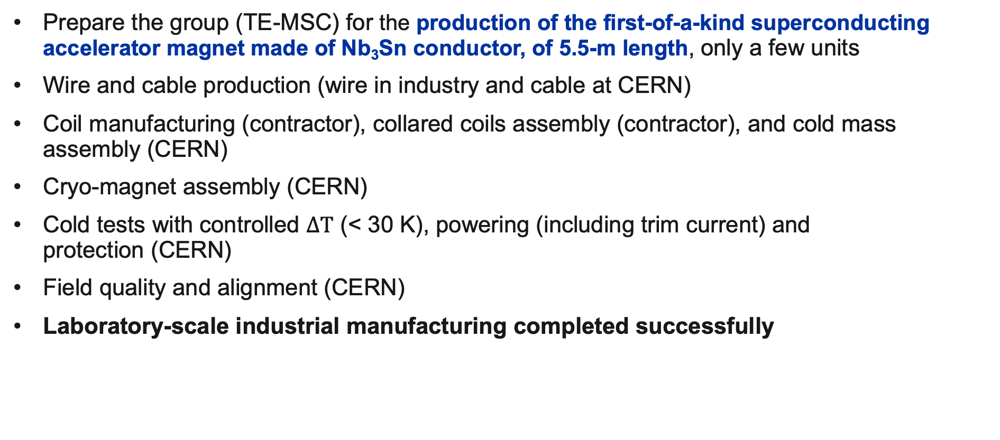 • Prepare the group (TE-MSC) for the production of the first-of-a-kind superconducting
accelerator magnet made of Nb₃Sn conductor, of 5.5-m length, only a few units
• Wire and cable production (wire in industry and cable at CERN)
• Coil manufacturing (contractor), collared coils assembly (contractor), and cold mass
assembly (CERN)
• Cryo-magnet assembly (CERN)
• Cold tests with controlled ΔT (< 30 K), powering (including trim current) and
protection (CERN)
• Field quality and alignment (CERN)
• Laboratory-scale industrial manufacturing completed successfully